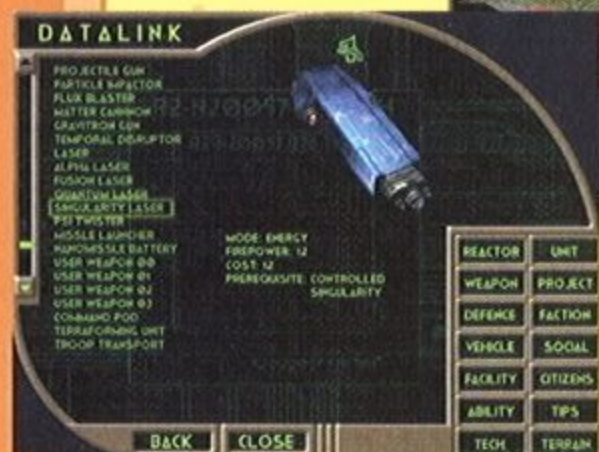 DATALINK
PROJECTILE GUN
PARTICLE IMPACTOR
FLUX BLASTER
MATTER CANNON
GRAVITRON GUN
TEMPORAL DISRUPTOR
LASER
ALPHA LASER
FUSION LASER
QUANTUM LASER
SINGULARITY LASER
PSI TWISTER
MISSLE LAUNCHER
NANOMISSLE BATTERY
USER WEAPON 00
USER WEAPON 01
USER WEAPON 02
USER WEAPON 03
COMMAND POD
TERRAFORMING UNIT
TROOP TRANSPORT
MODE: ENERGY
FIREPOWER: 12
COST: 12
PREREQUISITE: CONTROLLED
SINGULARITY
REACTOR UNIT
WEAPON PROJECT
DEFENCE FACTION
VEHICLE SOCIAL
FACILITY CITIZENS
ABILITY TIPS
TECH TERRAIN
BACK CLOSE